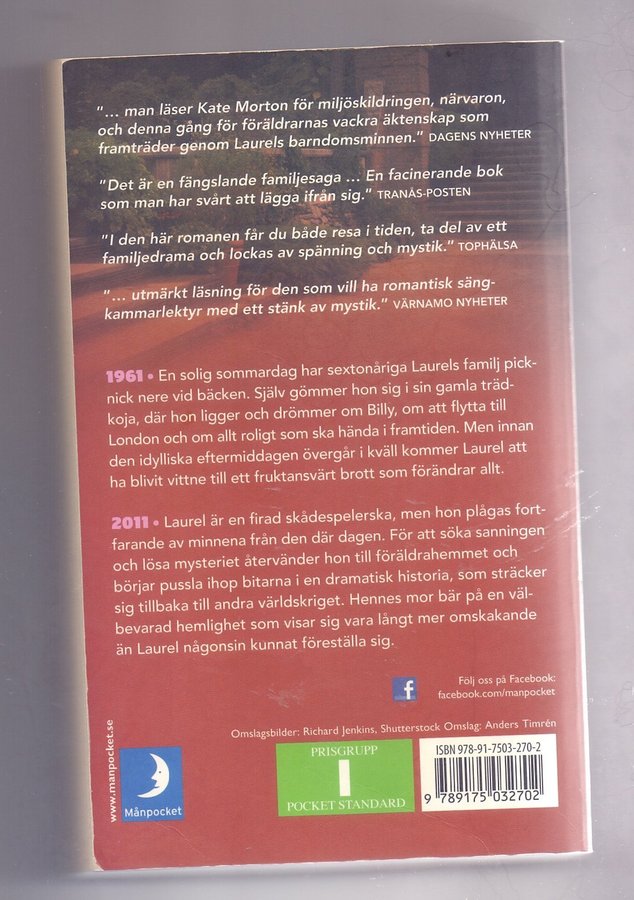 "... man läser Kate Morton för miljöskildringen, närvaron,
och denna gång för föräldrarnas vackra äktenskap som
framträder genom Laurels barndomsminnen." DAGENS NYHETER
"Det är en fängslande familjesaga ... En facinerande bok
som man har svårt att lägga ifrån sig." TRANÅS-POSTEN
"I den här romanen får du både resa i tiden, ta del av ett
familjedrama och lockas av spänning och mystik." TOPHÄLSA
"... utmärkt läsning för den som vill ha romantisk säng-
kammarlektyr med ett stänk av mystik." VÄRNAMO NYHETER
1961 • En solig sommardag har sextonåriga Laurels familj pick-
nick nere vid bäcken. Själv gömmer hon sig i sin gamla träd-
koja, där hon ligger och drömmer om Billy, om att flytta till
London och om allt roligt som ska hända i framtiden. Men innan
den idylliska eftermiddagen övergår i kväll kommer Laurel att
ha blivit vittne till ett fruktansvärt brott som förändrar allt.
2011 • Laurel är en firad skådespelerska, men hon plågas fort-
farande av minnena från den där dagen. För att söka sanningen
och lösa mysteriet återvänder hon till föräldrahemmet och
börjar pussla ihop bitarna i en dramatisk historia, som sträcker
sig tillbaka till andra världskriget. Hennes mor bär på en väl-
bevarad hemlighet som visar sig vara långt mer omskakande
än Laurel någonsin kunnat föreställa sig.
f
Följ oss på Facebook:
facebook.com/manpocket
Omslagsbilder: Richard Jenkins, Shutterstock Omslag: Anders Timrén
www.manpocket.se
Månpocket
PRISGRUPP
1
POCKET STANDARD
ISBN 978-91-7503-270-2
9 789175 032702